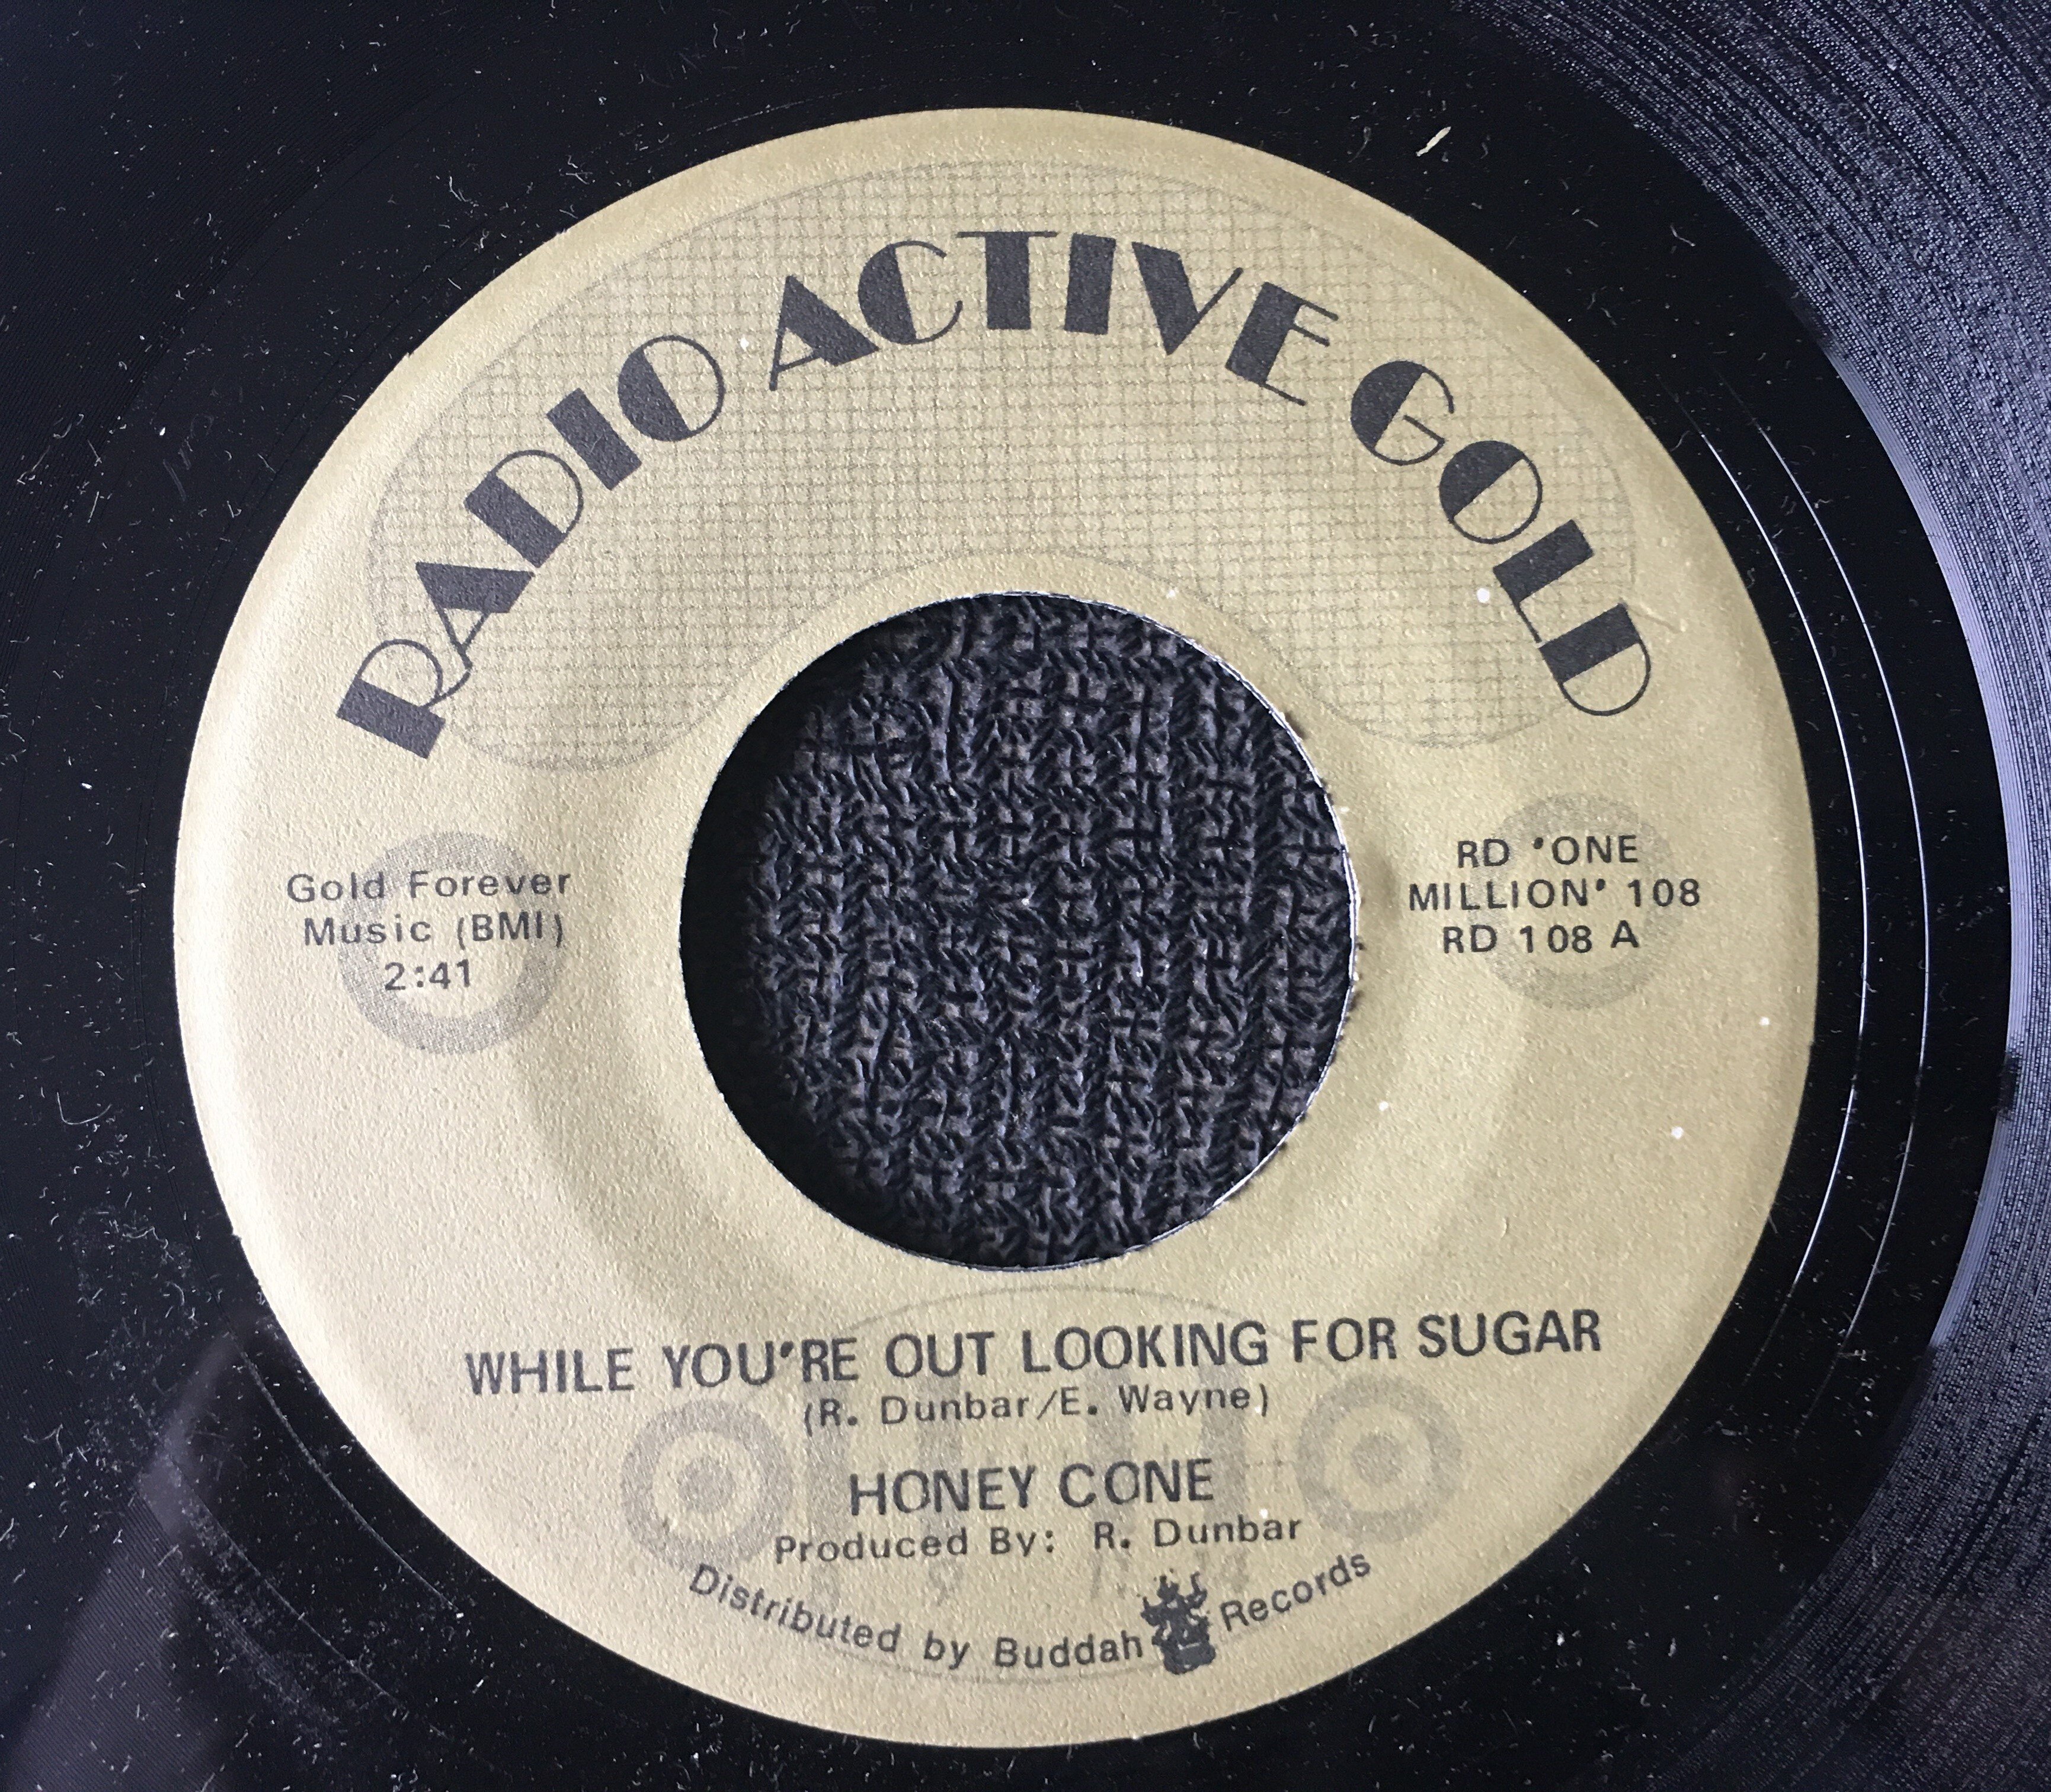 RADIO ACTIVE GOLD
Gold Forever
Music (BMI)
2:41
RD 'ONE
MILLION' 108
RD 108 A
WHILE YOU'RE OUT LOOKING FOR SUGAR
(R. Dunbar/E. Wayne)
HONEY CONE
Produced By: R. Dunbar
Distributed by Buddah Records